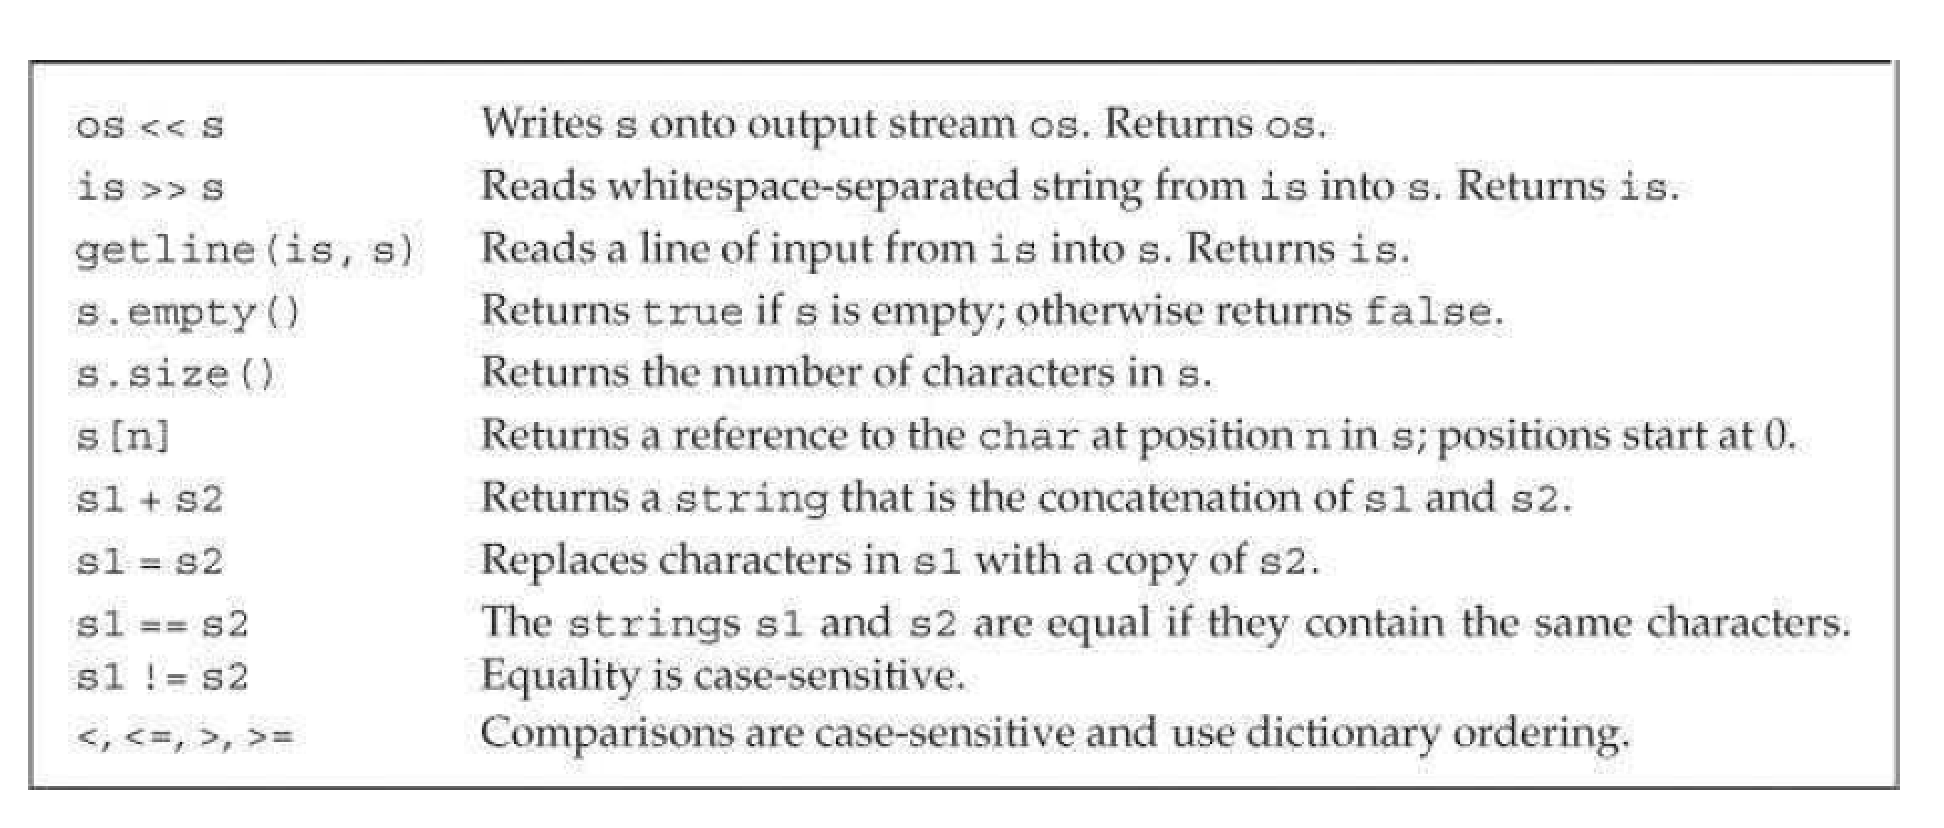 os << s Writes s onto output stream os. Returns os.
is >> s Reads whitespace-separated string from is into s. Returns is.
getline(is, s) Reads a line of input from is into s. Returns is.
s.empty() Returns true if s is empty; otherwise returns false.
s.size() Returns the number of characters in s.
s[n] Returns a reference to the char at position n in s; positions start at 0.
s1 + s2 Returns a string that is the concatenation of s1 and s2.
s1 = s2 Replaces characters in s1 with a copy of s2.
s1 == s2 The strings s1 and s2 are equal if they contain the same characters.
s1 != s2 Equality is case-sensitive.
<, <=, >, >= Comparisons are case-sensitive and use dictionary ordering.